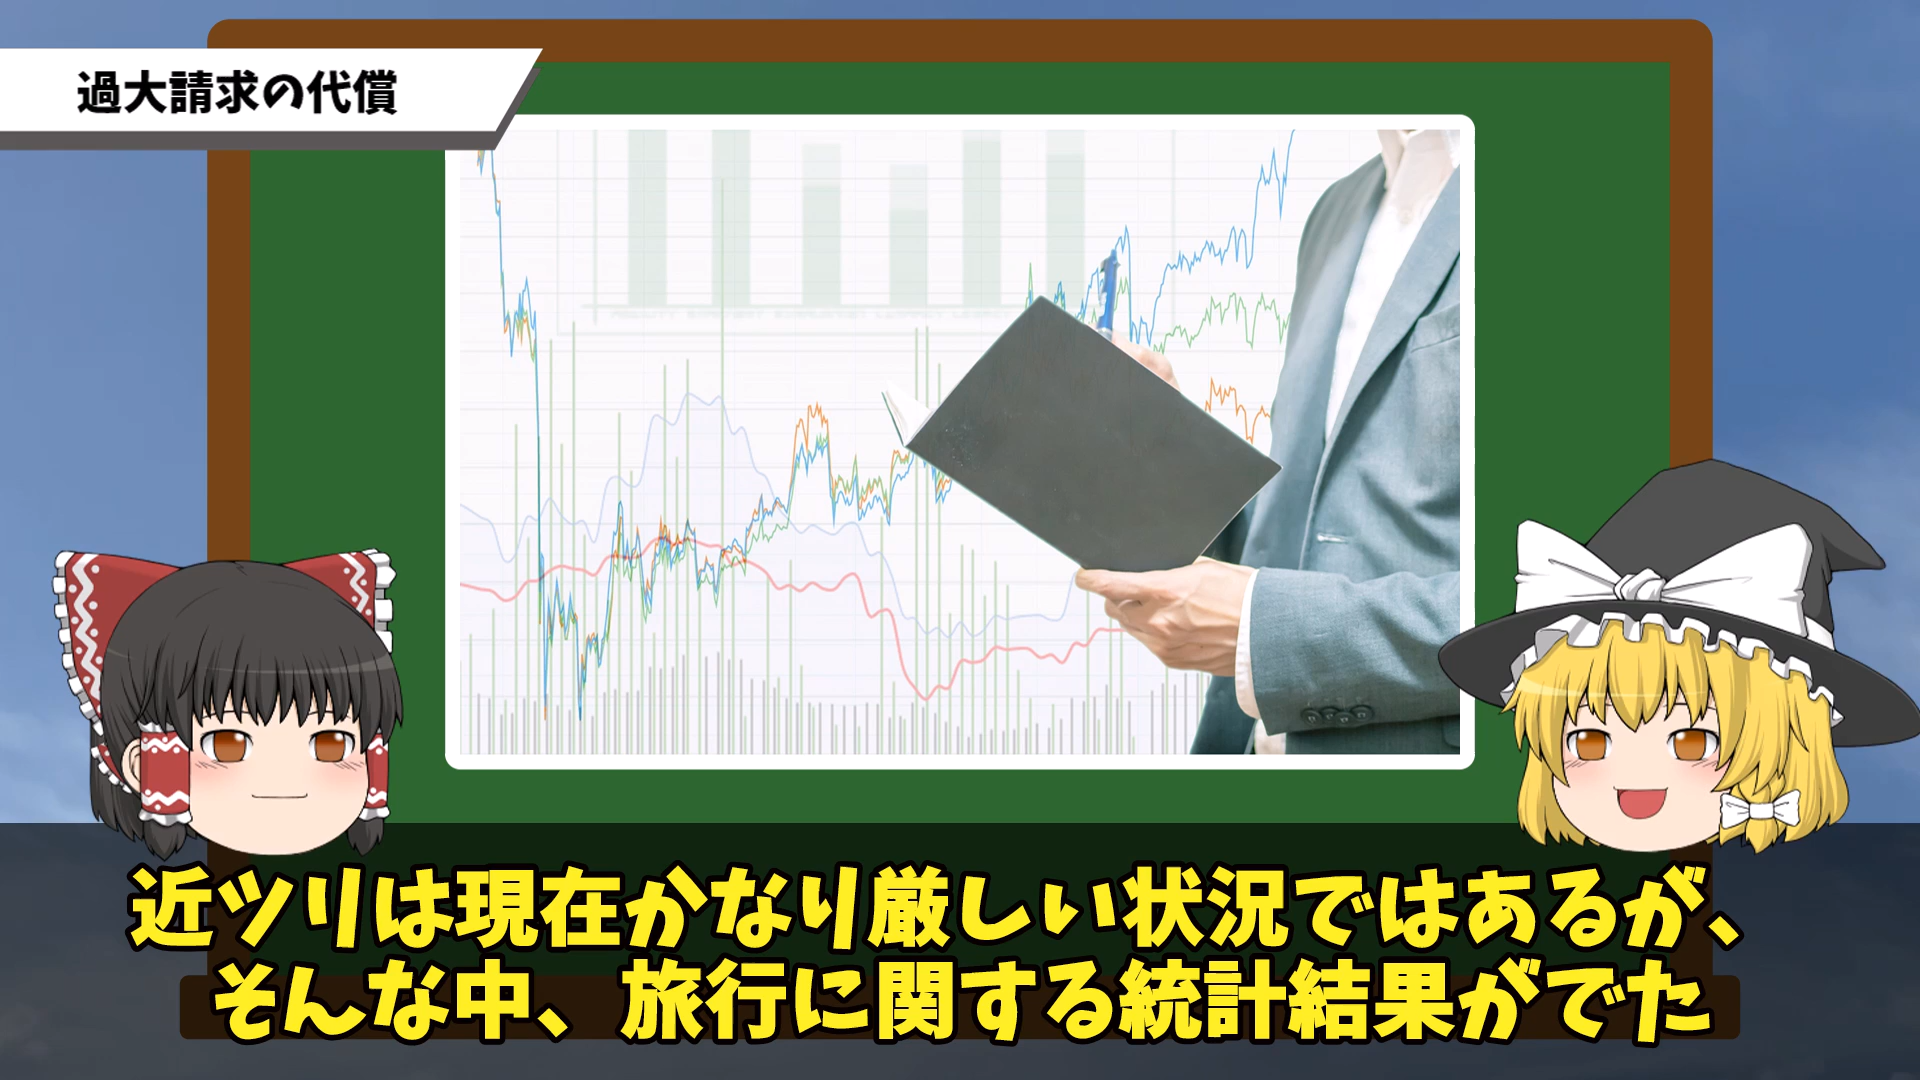 過大請求の代償
近ツリは現在かなり厳しい状況ではあるが、
そんな中、旅行に関する統計結果がでた